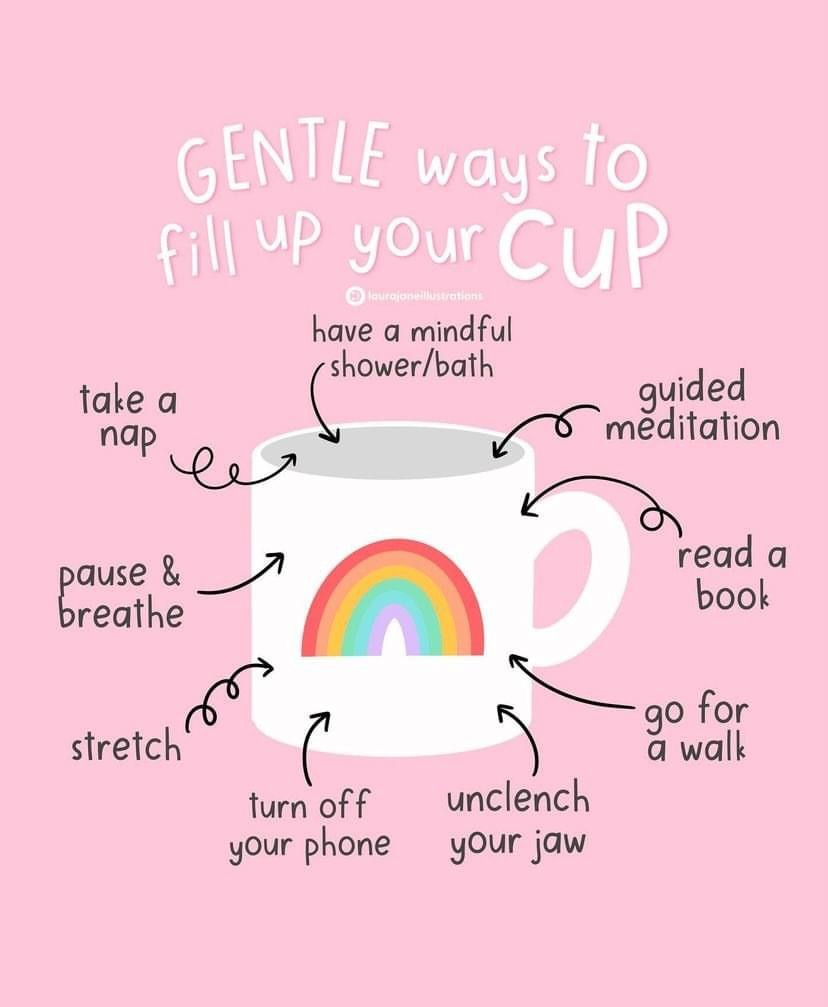 GENTLE ways to
fill up your CUP
laurajaneillustrations
have a mindful
shower/bath
take a
nap
guided
meditation
pause &
breathe
read a
book
stretch
go for
a walk
turn off
your phone
unclench
your jaw